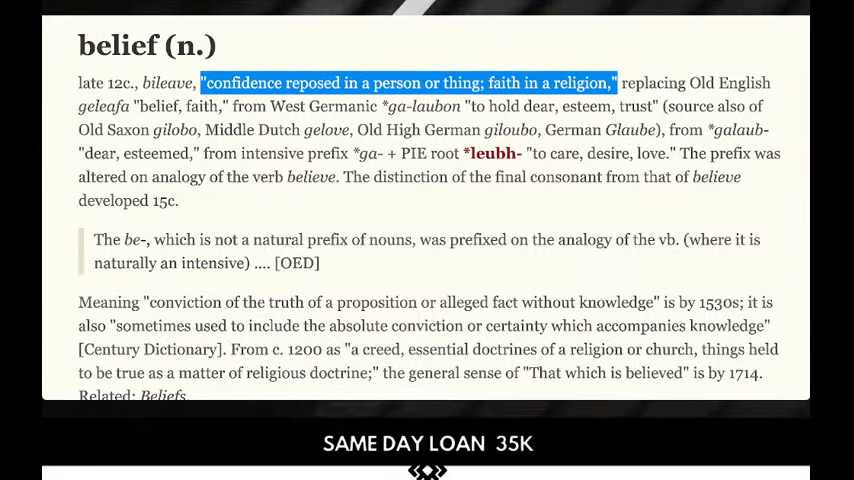 belief (n.)
late 12c., bileave, "confidence reposed in a person or thing; faith in a religion," replacing Old English
geleafa "belief, faith," from West Germanic *ga-laubon "to hold dear, esteem, trust" (source also of
Old Saxon gilobo, Middle Dutch gelove, Old High German giloubo, German Glaube), from *galaub-
"dear, esteemed," from intensive prefix *ga- + PIE root *leubh- "to care, desire, love." The prefix was
altered on analogy of the verb believe. The distinction of the final consonant from that of believe
developed 15c.
The be-, which is not a natural prefix of nouns, was prefixed on the analogy of the vb. (where it is
naturally an intensive) .... [OED]
Meaning "conviction of the truth of a proposition or alleged fact without knowledge" is by 1530s; it is
also "sometimes used to include the absolute conviction or certainty which accompanies knowledge"
[Century Dictionary]. From c. 1200 as "a creed, essential doctrines of a religion or church, things held
to be true as a matter of religious doctrine;" the general sense of "That which is believed" is by 1714.
Related: Beliefs.
SAME DAY LOAN 35K